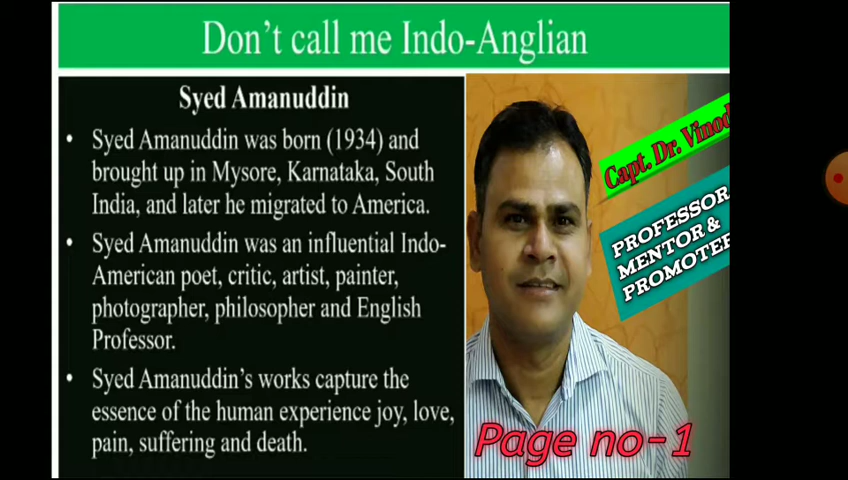 Don't call me Indo-Anglian
Syed Amanuddin
• Syed Amanuddin was born (1934) and
brought up in Mysore, Karnataka, South
India, and later he migrated to America.
• Syed Amanuddin was an influential Indo-
American poet, critic, artist, painter,
photographer, philosopher and English
Professor.
• Syed Amanuddin's works capture the
essence of the human experience joy, love,
pain, suffering and death.
Capt. Dr. Vinod
PROFESSOR
MENTOR &
PROMOTER
Page no-1